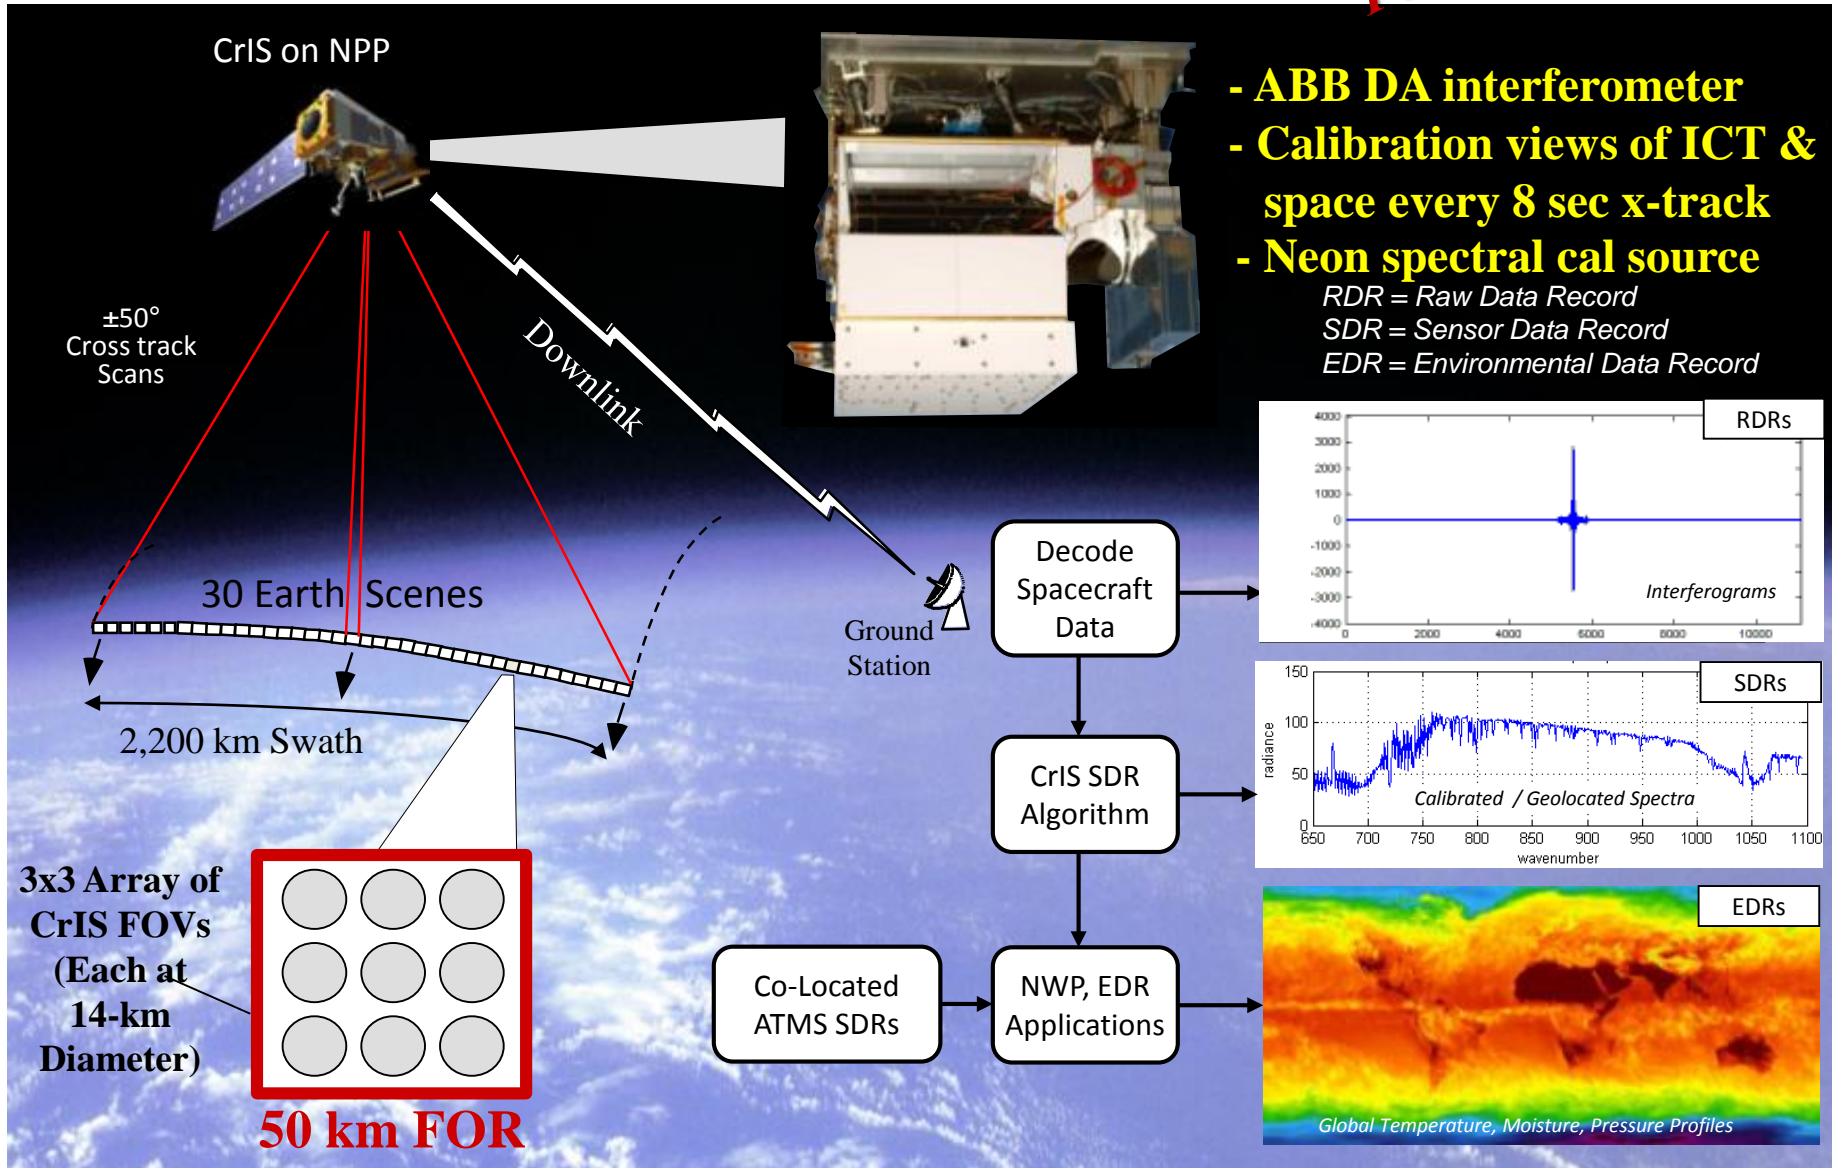 CrIS on NPP
- ABB DA interferometer
- Calibration views of ICT &
space every 8 sec x-track
- Neon spectral cal source
RDR = Raw Data Record
SDR = Sensor Data Record
EDR = Environmental Data Record
±50°
Cross track
Scans
Downlink
30 Earth Scenes
2,200 km Swath
Ground
Station
3x3 Array of
CrIS FOVs
(Each at
14-km
Diameter)
50 km FOR
Decode
Spacecraft
Data
CrIS SDR
Algorithm
Co-Located
ATMS SDRs
NWP, EDR
Applications
RDRs
4000
3000
2000
1000
0
-1000
-2000
-3000
-4000
0 2000 4000 6000 8000 10000
Interferograms
SDRs
150
100
50
0
radiance
Calibrated / Geolocated Spectra
650 700 750 800 850 900 950 1000 1050 1100
wavenumber
EDRs
Global Temperature, Moisture, Pressure Profiles